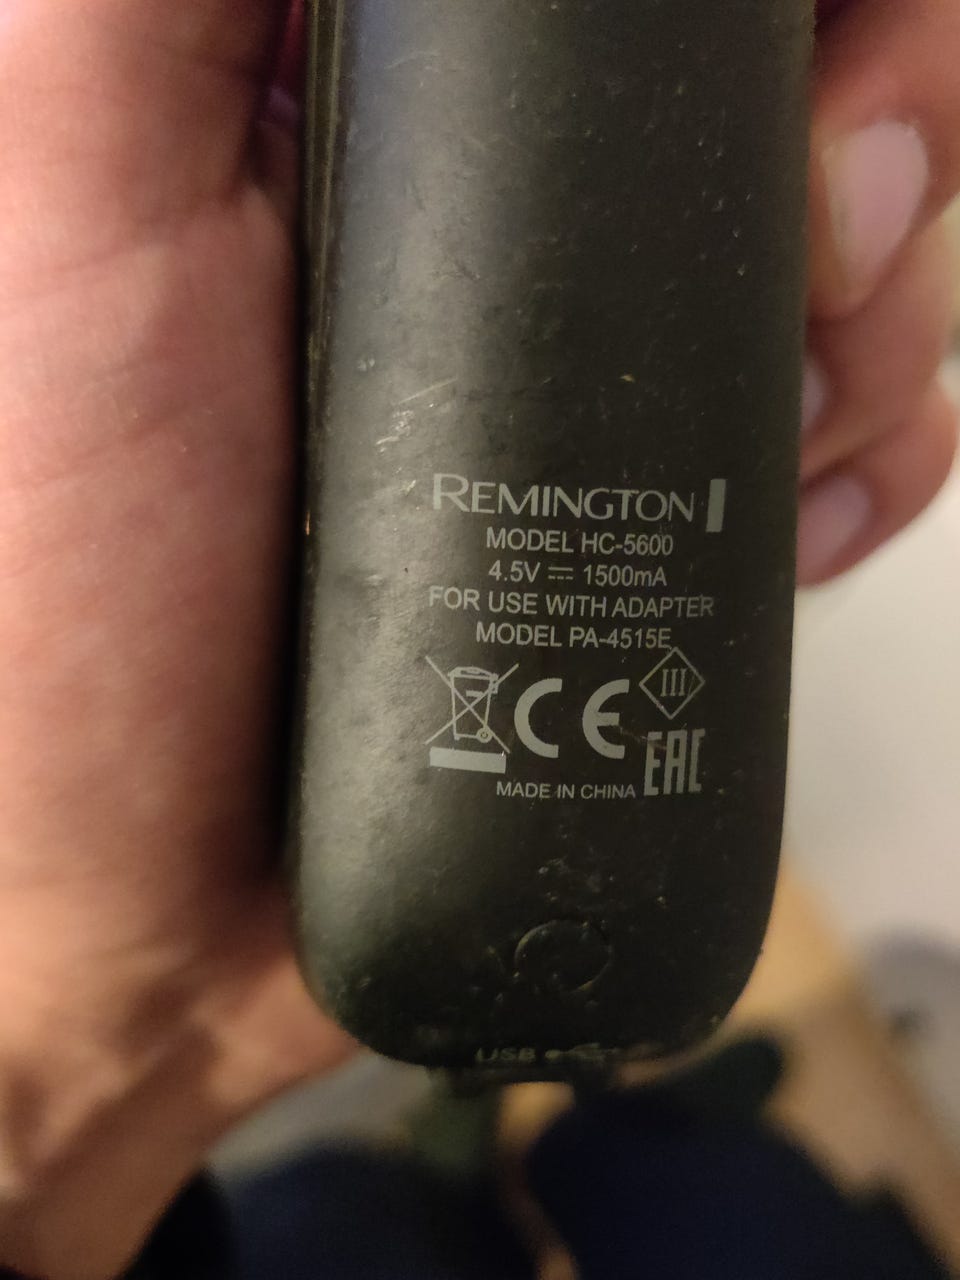 REMINGTON
MODEL HC-5600
4.5V ⎓ 1500mA
FOR USE WITH ADAPTER
MODEL PA-4515E
III
CE
EAC
MADE IN CHINA
USB